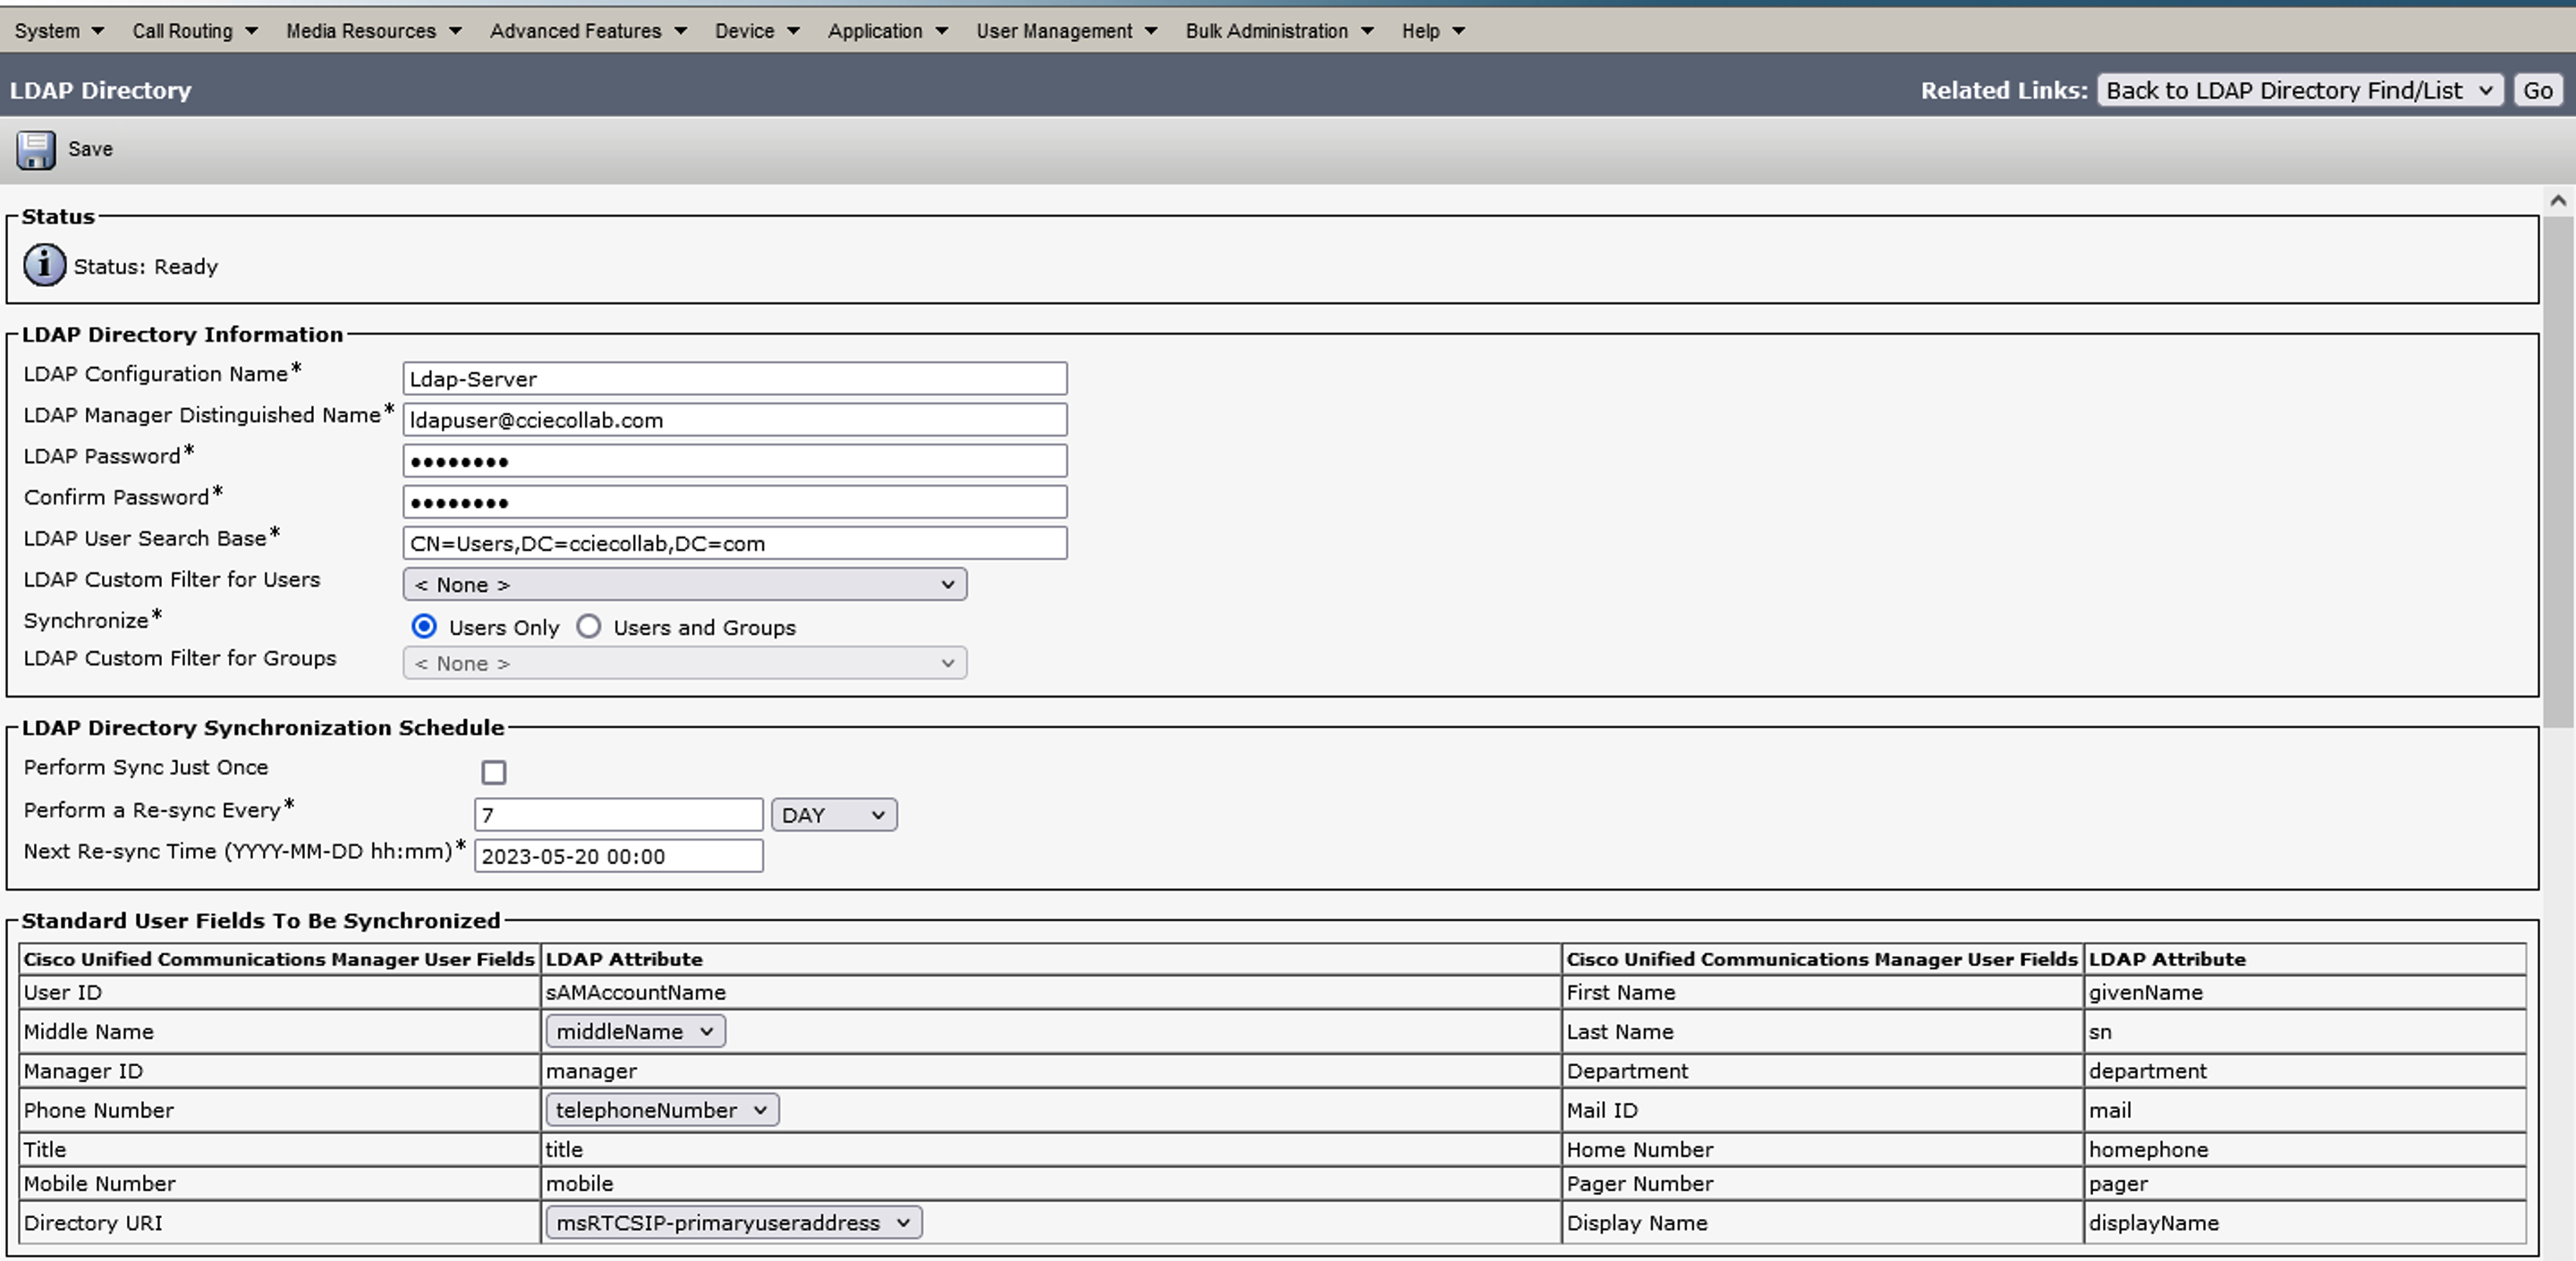 System Call Routing Media Resources Advanced Features Device Application User Management Bulk Administration Help
LDAP Directory Related Links: Back to LDAP Directory Find/List Go
Save
Status
Status: Ready
LDAP Directory Information
LDAP Configuration Name* Ldap-Server
LDAP Manager Distinguished Name* ldapuser@cciecollab.com
LDAP Password* ••••••••
Confirm Password* ••••••••
LDAP User Search Base* CN=Users,DC=cciecollab,DC=com
LDAP Custom Filter for Users < None >
Synchronize* Users Only Users and Groups
LDAP Custom Filter for Groups < None >
LDAP Directory Synchronization Schedule
Perform Sync Just Once
Perform a Re-sync Every* 7 DAY
Next Re-sync Time (YYYY-MM-DD hh:mm)* 2023-05-20 00:00
Standard User Fields To Be Synchronized
Cisco Unified Communications Manager User Fields LDAP Attribute Cisco Unified Communications Manager User Fields LDAP Attribute
User ID sAMAccountName First Name givenName
Middle Name middleName Last Name sn
Manager ID manager Department department
Phone Number telephoneNumber Mail ID mail
Title title Home Number homephone
Mobile Number mobile Pager Number pager
Directory URI msRTCSIP-primaryuseraddress Display Name displayName